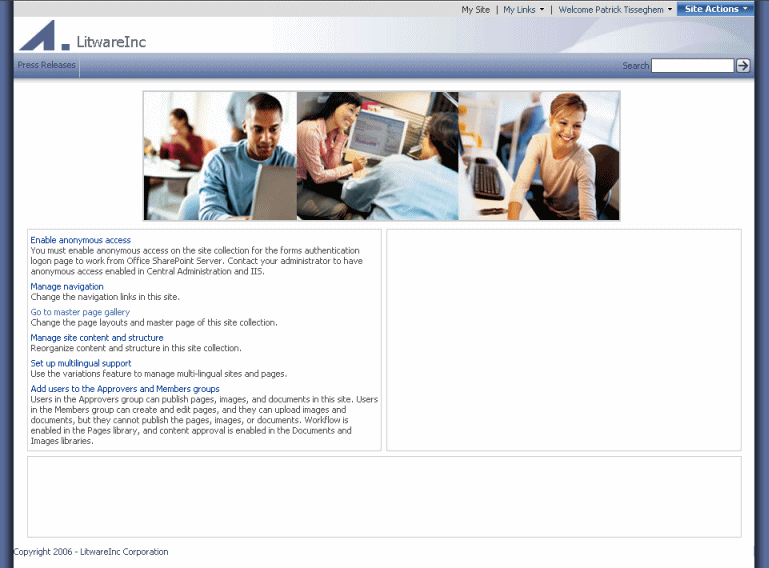 My Site | My Links | Welcome Patrick Tisseghem Site Actions
LitwareInc
Press Releases Search
Enable anonymous access
You must enable anonymous access on the site collection for the forms authentication
logon page to work from Office SharePoint Server. Contact your administrator to have
anonymous access enabled in Central Administration and IIS.
Manage navigation
Change the navigation links in this site.
Go to master page gallery
Change the page layouts and master page of this site collection.
Manage site content and structure
Reorganize content and structure in this site collection.
Set up multilingual support
Use the variations feature to manage multi-lingual sites and pages.
Add users to the Approvers and Members groups
Users in the Approvers group can publish pages, images, and documents in this site. Users
in the Members group can create and edit pages, and they can upload images and
documents, but they cannot publish the pages, images, or documents. Workflow is
enabled in the Pages library, and content approval is enabled in the Documents and
Images libraries.
Copyright 2006 - LitwareInc Corporation